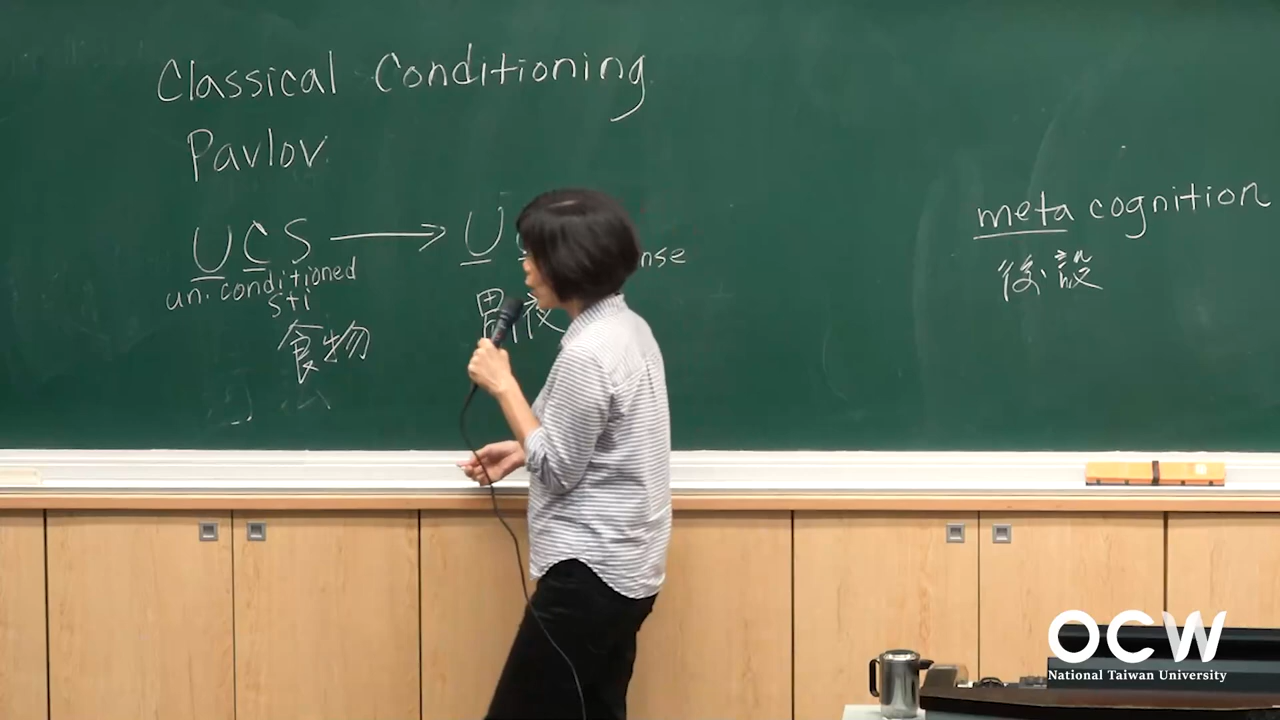 Classical Conditioning
Pavlov
UCS → U
un. conditioned
sti
nse
食物
胃液
meta cognition
後設
OCW
National Taiwan University